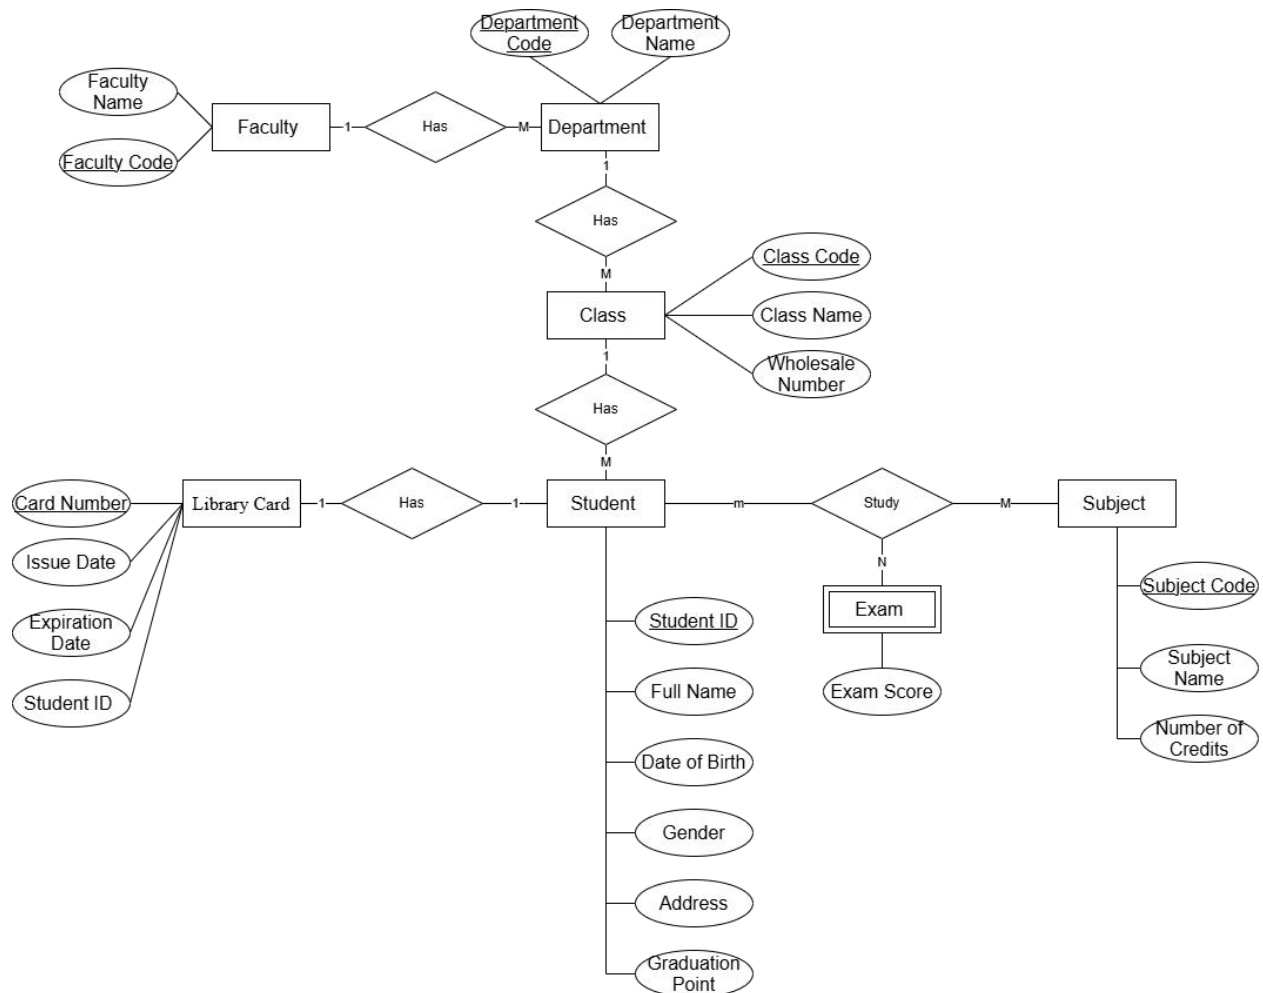 Department
Code
Department
Name
Faculty
Name
Faculty
1
Has
M
Department
Faculty Code
1
Has
M
Class Code
Class
Class Name
1
Wholesale
Number
Has
M
Card Number
Library Card
1
Has
1
Student
m
Study
M
Subject
Issue Date
N
Exam
Subject Code
Expiration
Date
Student ID
Student ID
Full Name
Exam Score
Subject
Name
Date of Birth
Number of
Credits
Gender
Address
Graduation
Point